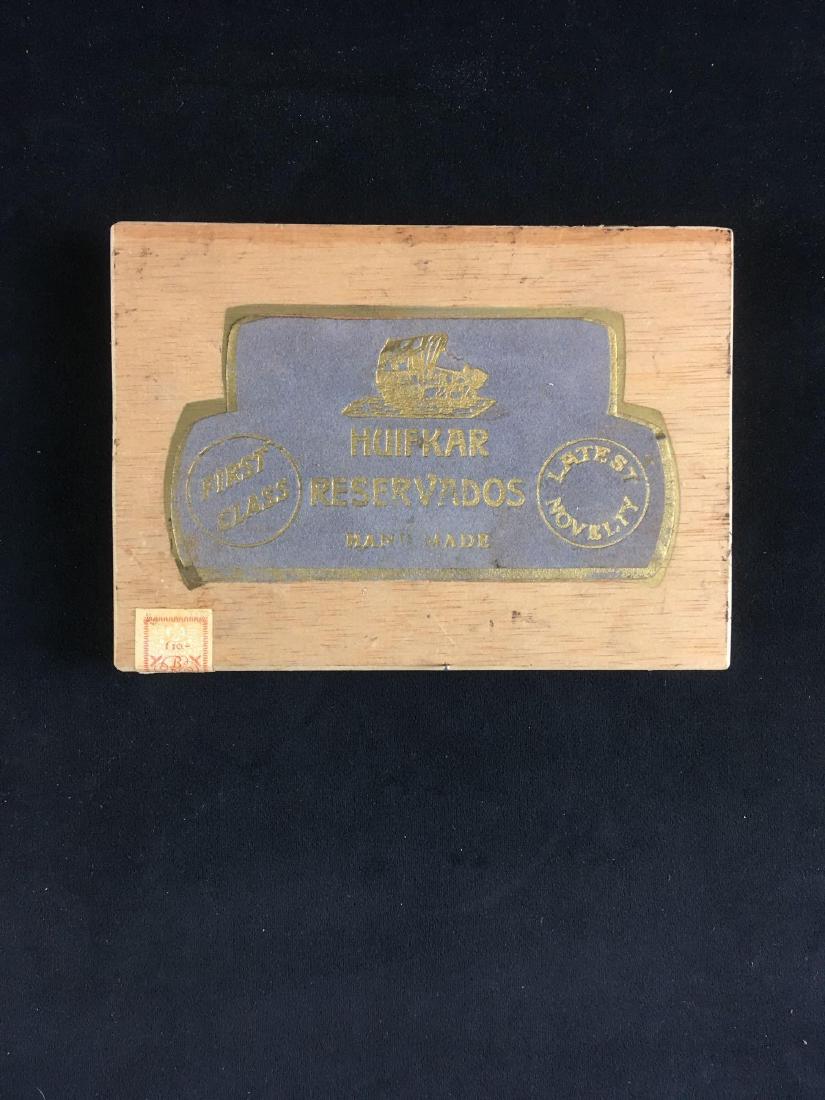 HUIFKAR
RESERVADOS
HAND MADE
FIRST
CLASS
LATEST
NOVELTY